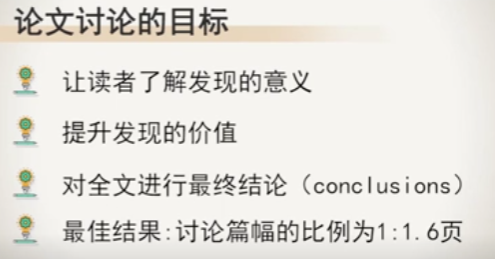 论文讨论的目标
让读者了解发现的意义
提升发现的价值
对全文进行最终结论（conclusions）
最佳结果:讨论篇幅的比例为1:1.6页